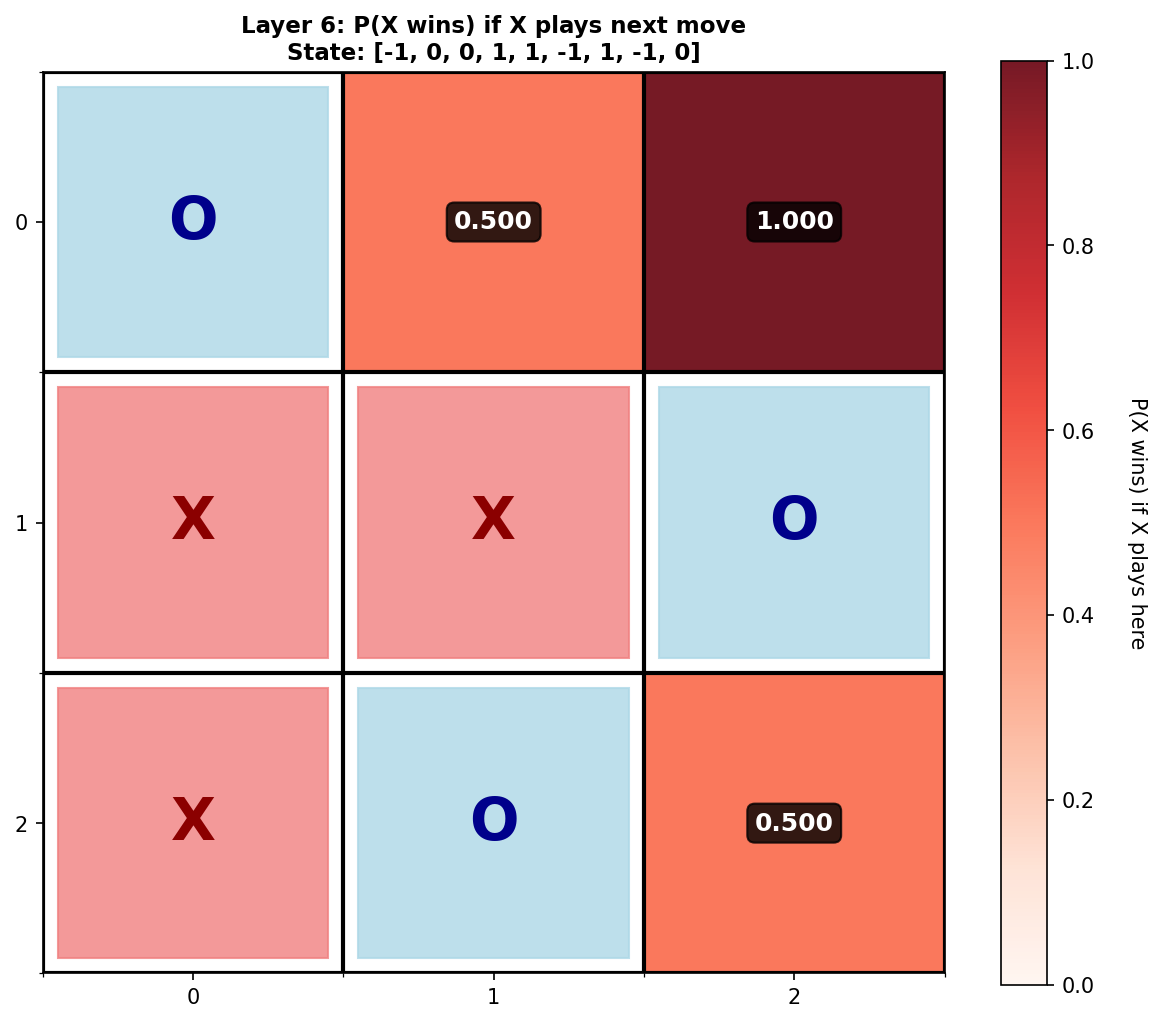 Layer 6: P(X wins) if X plays next move
State: [-1, 0, 0, 1, 1, -1, 1, -1, 0]
0
O
0.500
1.000
1
X
X
O
2
X
O
0.500
0
1
2
1.0
0.8
0.6
0.4
0.2
0.0
P(X wins) if X plays here